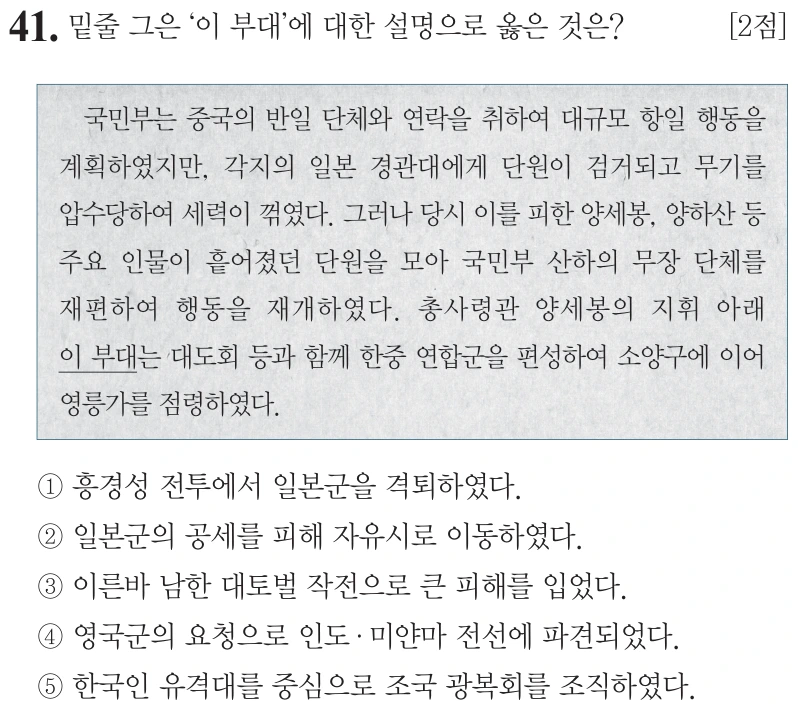 41. 밑줄 그은 ‘이 부대’에 대한 설명으로 옳은 것은? [2점]
국민부는 중국의 반일 단체와 연락을 취하여 대규모 항일 행동을
계획하였지만, 각지의 일본 경관대에게 단원이 검거되고 무기를
압수당하여 세력이 꺾였다. 그러나 당시 이를 피한 양세봉, 양하산 등
주요 인물이 흩어졌던 단원을 모아 국민부 산하의 무장 단체를
재편하여 행동을 재개하였다. 총사령관 양세봉의 지휘 아래
이 부대는 대도회 등과 함께 한중 연합군을 편성하여 소양구에 이어
영릉가를 점령하였다.
① 흥경성 전투에서 일본군을 격퇴하였다.
② 일본군의 공세를 피해 자유시로 이동하였다.
③ 이른바 남한 대토벌 작전으로 큰 피해를 입었다.
④ 영국군의 요청으로 인도·미얀마 전선에 파견되었다.
⑤ 한국인 유격대를 중심으로 조국 광복회를 조직하였다.